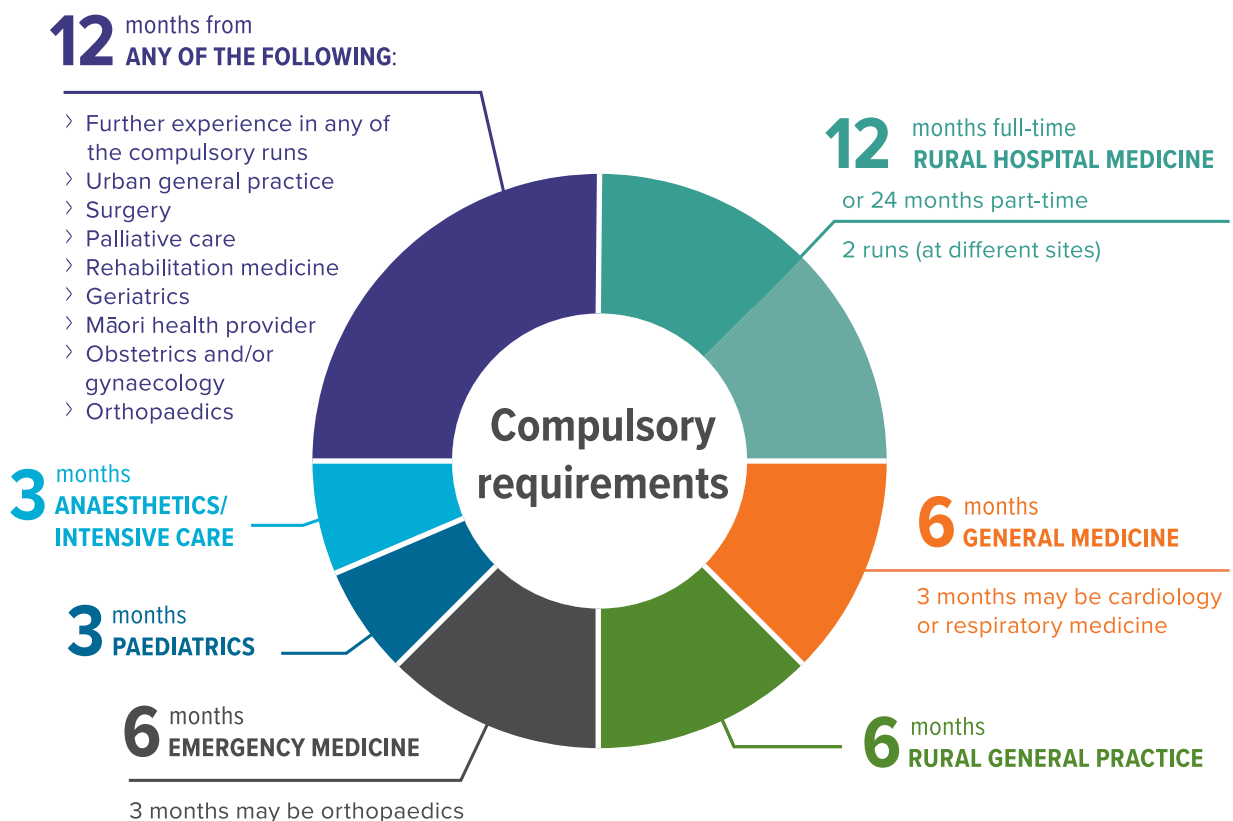 12 months from
ANY OF THE FOLLOWING:
› Further experience in any of
the compulsory runs
› Urban general practice
› Surgery
› Palliative care
› Rehabilitation medicine
› Geriatrics
› Māori health provider
› Obstetrics and/or
gynaecology
› Orthopaedics
12 months full-time
RURAL HOSPITAL MEDICINE
or 24 months part-time
2 runs (at different sites)
Compulsory
requirements
3 months
ANAESTHETICS/
INTENSIVE CARE
6 months
GENERAL MEDICINE
3 months may be cardiology
or respiratory medicine
3 months
PAEDIATRICS
6 months
EMERGENCY MEDICINE
3 months may be orthopaedics
6 months
RURAL GENERAL PRACTICE